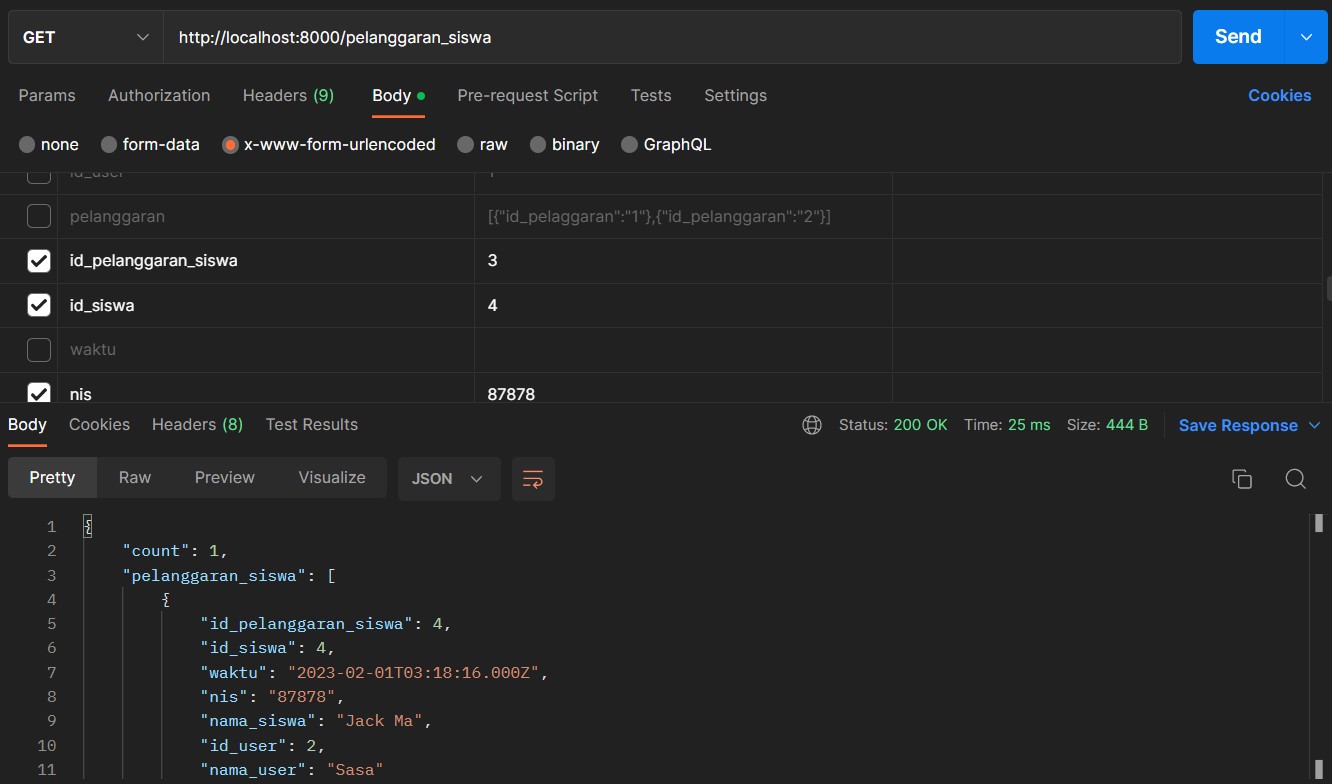 GET http://localhost:8000/pelanggaran_siswa Send
Params Authorization Headers (9) Body Pre-request Script Tests Settings Cookies
none form-data x-www-form-urlencoded raw binary GraphQL
id_user
pelanggaran [{"id_pelaggaran":"1"},{"id_pelanggaran":"2"}]
id_pelanggaran_siswa 3
id_siswa 4
waktu
nis 87878
Body Cookies Headers (8) Test Results Status: 200 OK Time: 25 ms Size: 444 B Save Response
Pretty Raw Preview Visualize JSON
1 {
2 "count": 1,
3 "pelanggaran_siswa": [
4 {
5 "id_pelanggaran_siswa": 4,
6 "id_siswa": 4,
7 "waktu": "2023-02-01T03:18:16.000Z",
8 "nis": "87878",
9 "nama_siswa": "Jack Ma",
10 "id_user": 2,
11 "nama_user": "Sasa"